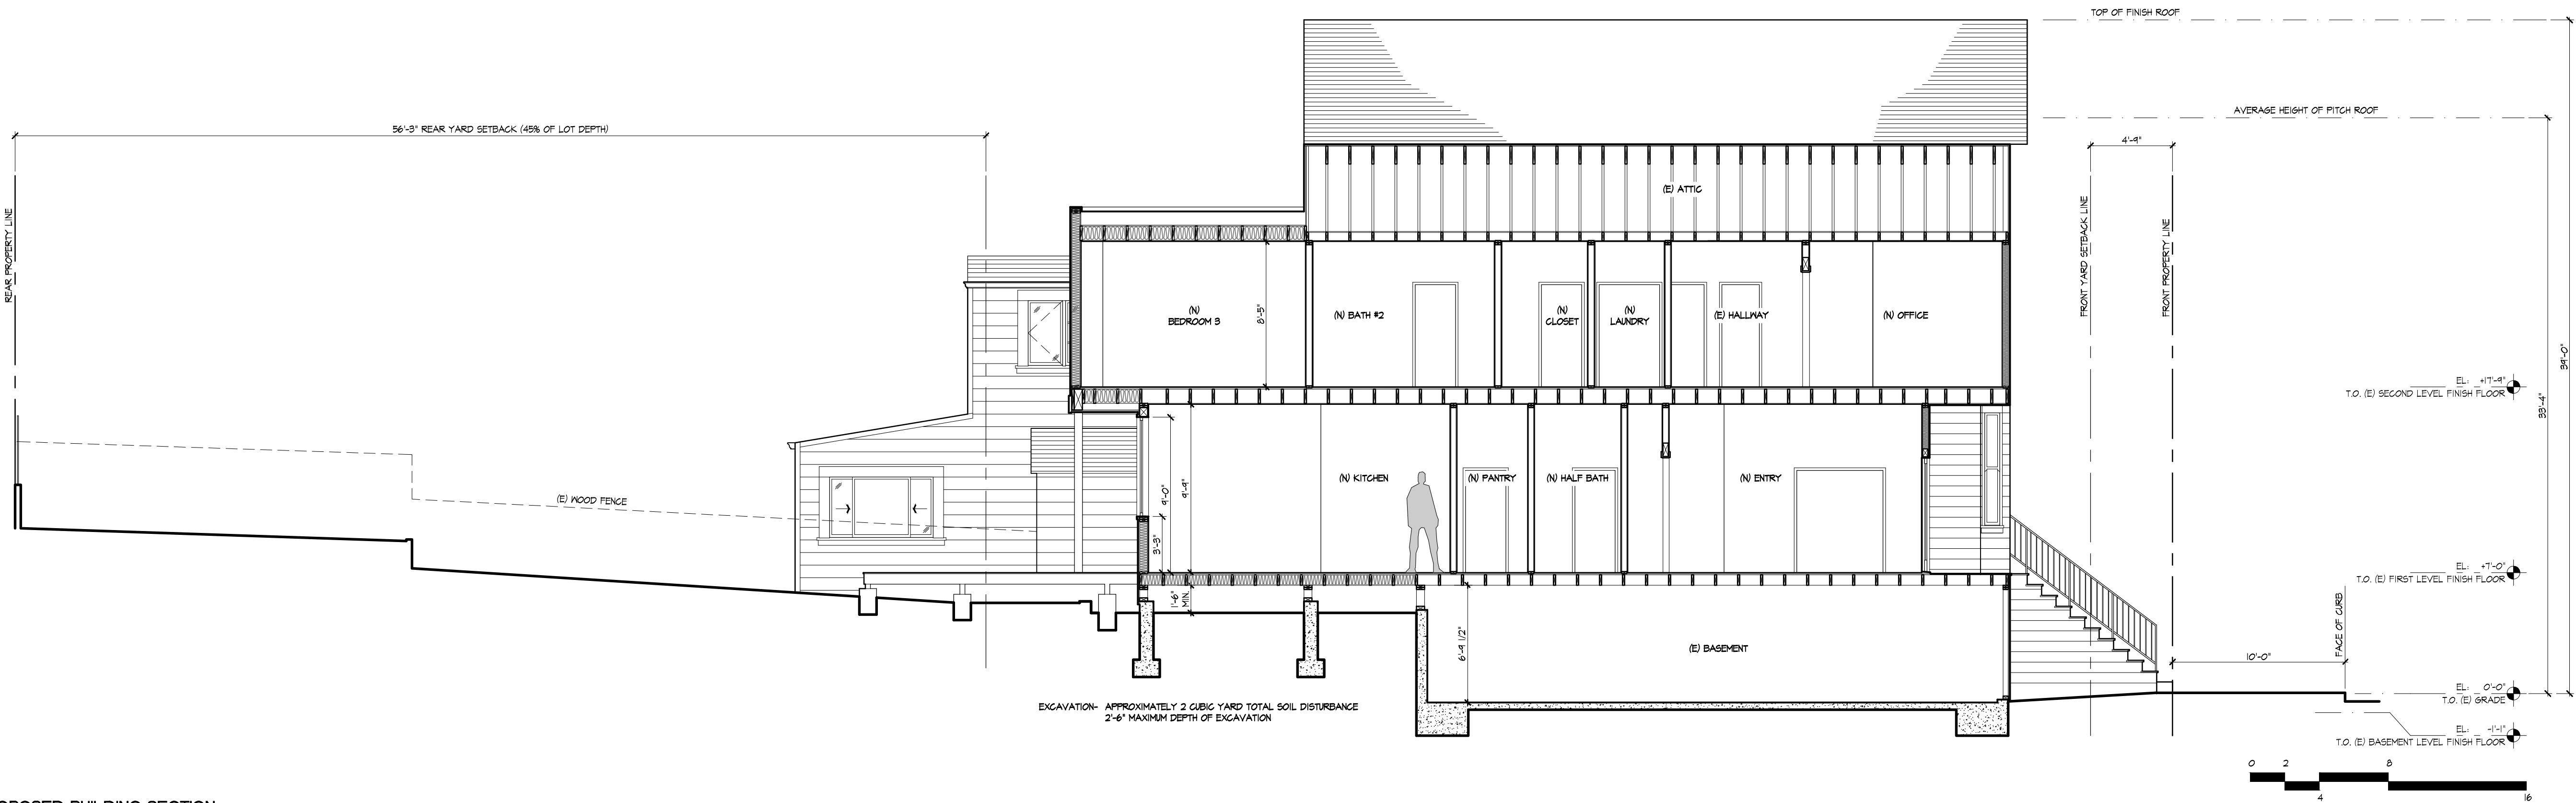 TOP OF FINISH ROOF
AVERAGE HEIGHT OF PITCH ROOF
56'-3" REAR YARD SETBACK (45% OF LOT DEPTH)
4'-9"
REAR PROPERTY LINE
FRONT YARD SETBACK LINE
FRONT PROPERTY LINE
39'-0"
33'-4"
(E) ATTIC
(N)
BEDROOM 3
8'-5"
(N) BATH #2
(N)
CLOSET
(N)
LAUNDRY
(E) HALLWAY
(N) OFFICE
EL: +17'-9"
T.O. (E) SECOND LEVEL FINISH FLOOR
(E) WOOD FENCE
9'-0"
9'-9"
3'-3"
(N) KITCHEN
(N) PANTRY
(N) HALF BATH
(N) ENTRY
EL: +7'-0"
T.O. (E) FIRST LEVEL FINISH FLOOR
1'-6"
MIN.
6'-9 1/2"
(E) BASEMENT
FACE OF CURB
10'-0"
EL: 0'-0"
T.O. (E) GRADE
EXCAVATION- APPROXIMATELY 2 CUBIC YARD TOTAL SOIL DISTURBANCE
2'-6" MAXIMUM DEPTH OF EXCAVATION
EL: -1'-1"
T.O. (E) BASEMENT LEVEL FINISH FLOOR
0 2 8
4 16